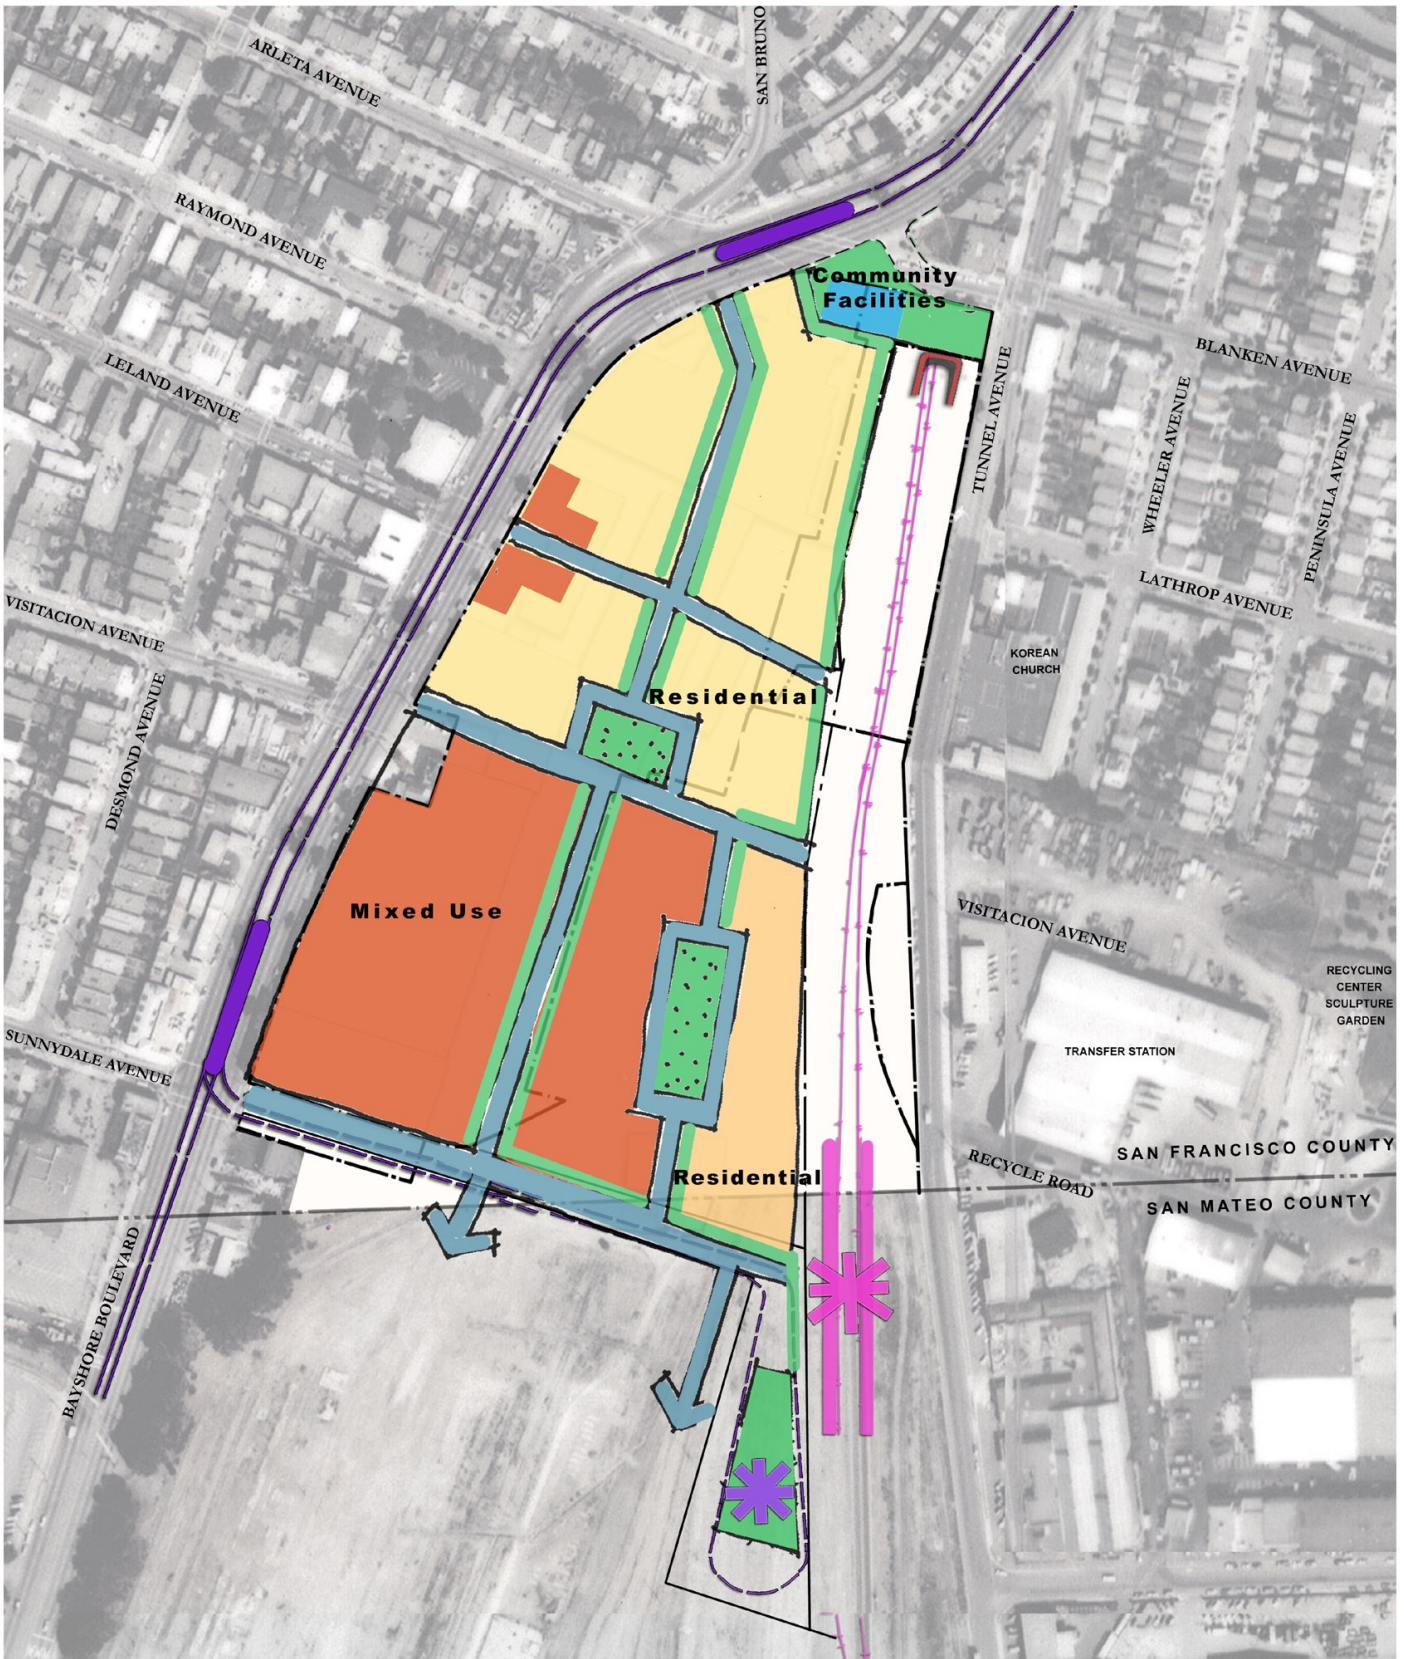 SAN BRUNO
ARLETA AVENUE
RAYMOND AVENUE
Community
Facilities
BLANKEN AVENUE
LELAND AVENUE
TUNNEL AVENUE
WHEELER AVENUE
PENINSULA AVENUE
LATHROP AVENUE
VISITACION AVENUE
KOREAN
CHURCH
DESMOND AVENUE
Residential
Mixed Use
VISITACION AVENUE
RECYCLING
CENTER
SCULPTURE
GARDEN
SUNNYDALE AVENUE
TRANSFER STATION
SAN FRANCISCO COUNTY
RECYCLE ROAD
Residential
SAN MATEO COUNTY
BAYSHORE BOULEVARD